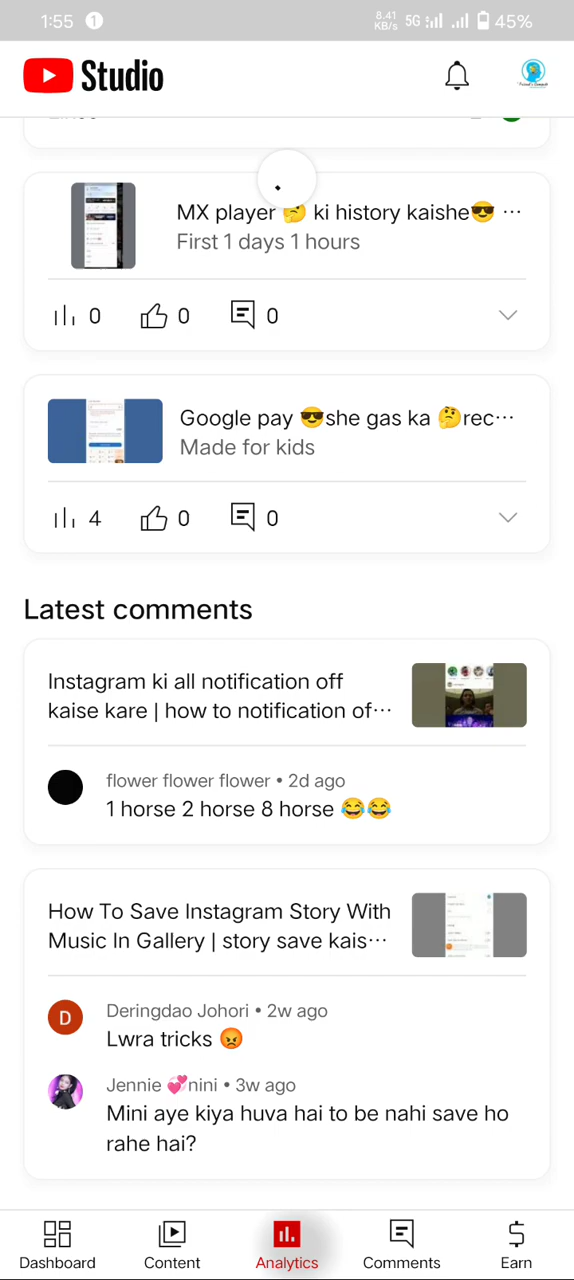 1:55 1 8.41 KB/s 5G 45%
Studio
MX player 🤔 ki history kaishe😎 ...
First 1 days 1 hours
0 0 0
Google pay 😎she gas ka 🤔rec...
Made for kids
4 0 0
Latest comments
Instagram ki all notification off
kaise kare | how to notification of...
flower flower flower • 2d ago
1 horse 2 horse 8 horse 😂😂
How To Save Instagram Story With
Music In Gallery | story save kais...
D
Deringdao Johori • 2w ago
Lwra tricks 😡
Jennie 💞nini • 3w ago
Mini aye kiya huva hai to be nahi save ho
rahe hai?
Dashboard Content Analytics Comments Earn